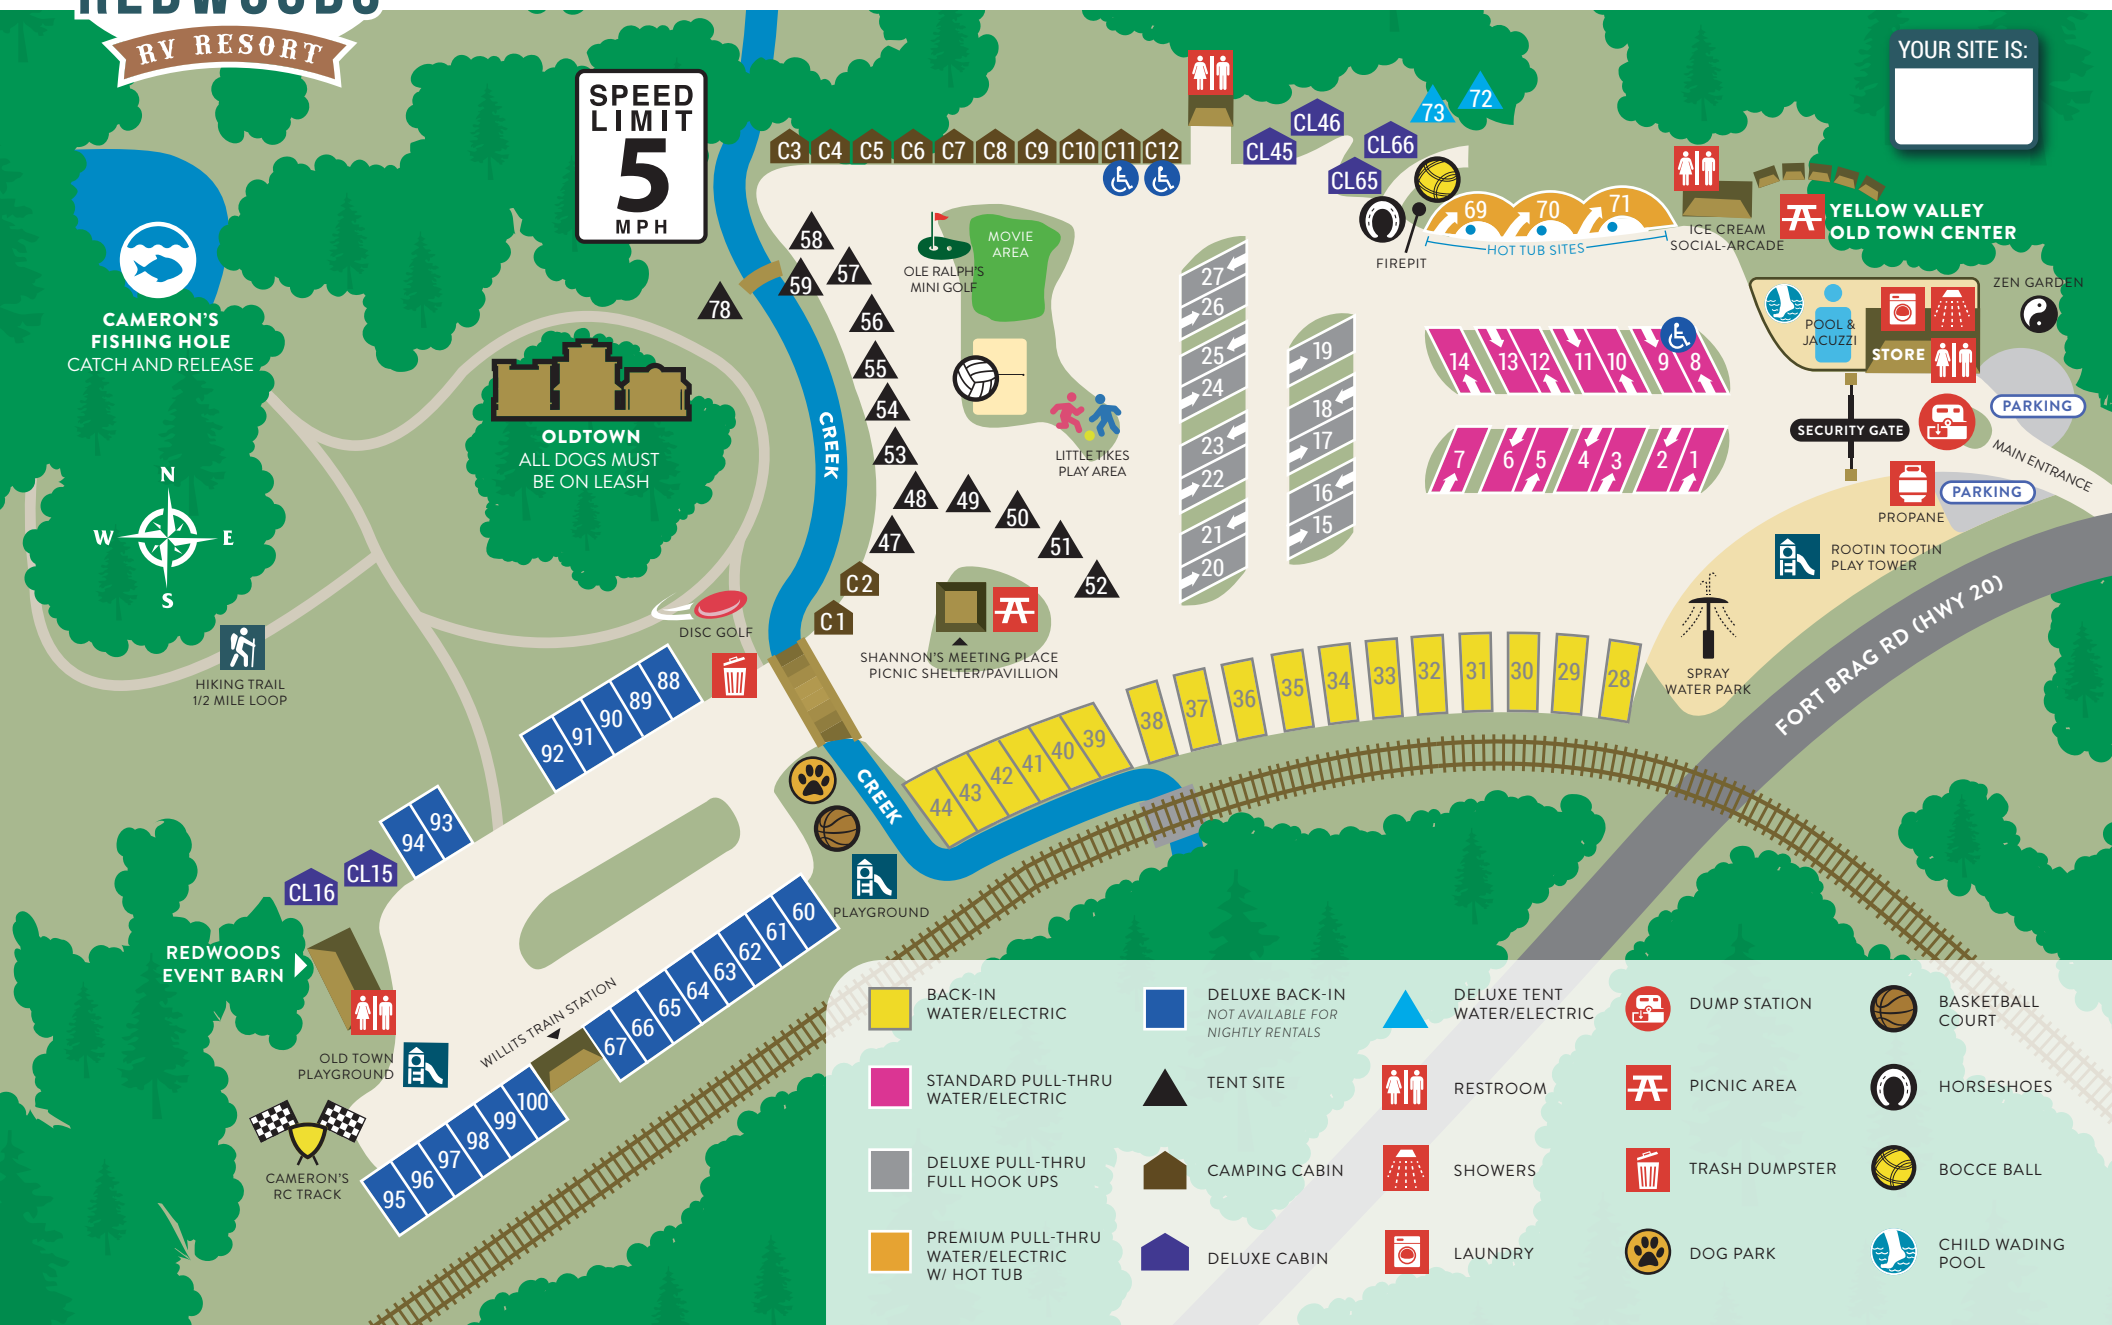 REDWOODS
RV RESORT
SPEED
LIMIT
5
MPH
YOUR SITE IS:
C3
C4
C5
C6
C7
C8
C9
C10
C11
C12
CL45
CL46
CL65
CL66
73
72
69
70
71
HOT TUB SITES
FIREPIT
ICE CREAM
SOCIAL-ARCADE
YELLOW VALLEY
OLD TOWN CENTER
ZEN GARDEN
POOL &
JACUZZI
STORE
PARKING
SECURITY GATE
MAIN ENTRANCE
PARKING
PROPANE
ROOTIN TOOTIN
PLAY TOWER
SPRAY
WATER PARK
FORT BRAG RD (HWY 20)
CAMERON'S
FISHING HOLE
CATCH AND RELEASE
N
W
E
S
HIKING TRAIL
1/2 MILE LOOP
OLDTOWN
ALL DOGS MUST
BE ON LEASH
DISC GOLF
CREEK
58
57
59
78
56
55
54
53
48
49
50
47
51
52
C2
C1
OLE RALPH'S
MINI GOLF
MOVIE
AREA
LITTLE TIKES
PLAY AREA
SHANNON'S MEETING PLACE
PICNIC SHELTER/PAVILLION
27
26
25
24
23
22
21
20
19
18
17
16
15
14
13
12
11
10
9
8
7
6
5
4
3
2
1
44
43
42
41
40
39
38
37
36
35
34
33
32
31
30
29
28
CREEK
92
91
90
89
88
94
93
CL16
CL15
REDWOODS
EVENT BARN
OLD TOWN
PLAYGROUND
CAMERON'S
RC TRACK
WILLITS TRAIN STATION
PLAYGROUND
60
61
62
63
64
65
66
67
100
99
98
97
96
95
BACK-IN
WATER/ELECTRIC
STANDARD PULL-THRU
WATER/ELECTRIC
DELUXE PULL-THRU
FULL HOOK UPS
PREMIUM PULL-THRU
WATER/ELECTRIC
W/ HOT TUB
DELUXE BACK-IN
NOT AVAILABLE FOR
NIGHTLY RENTALS
TENT SITE
CAMPING CABIN
DELUXE CABIN
DELUXE TENT
WATER/ELECTRIC
RESTROOM
SHOWERS
LAUNDRY
DUMP STATION
PICNIC AREA
TRASH DUMPSTER
DOG PARK
BASKETBALL
COURT
HORSESHOES
BOCCE BALL
CHILD WADING
POOL